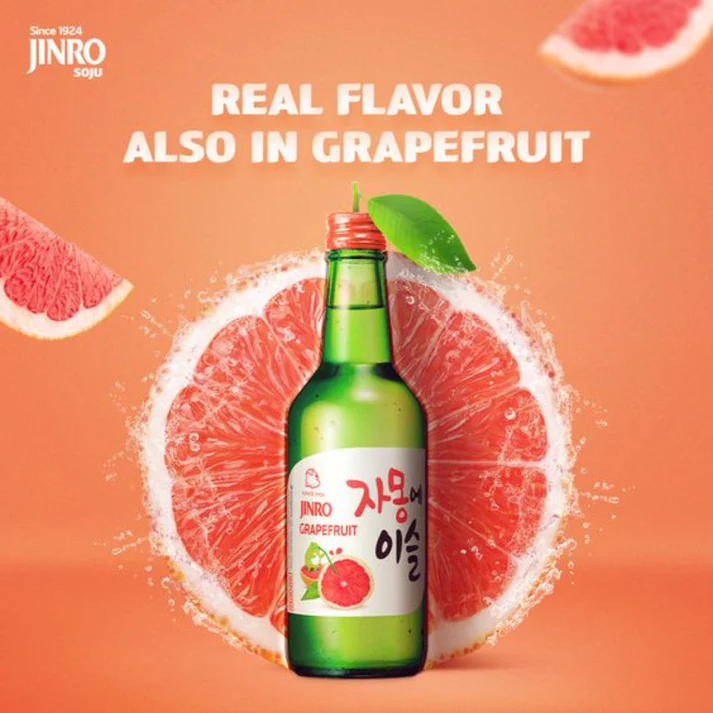 Since 1924
JINRO
SOJU
REAL FLAVOR
ALSO IN GRAPEFRUIT
JINRO
GRAPEFRUIT
자몽에
이슬